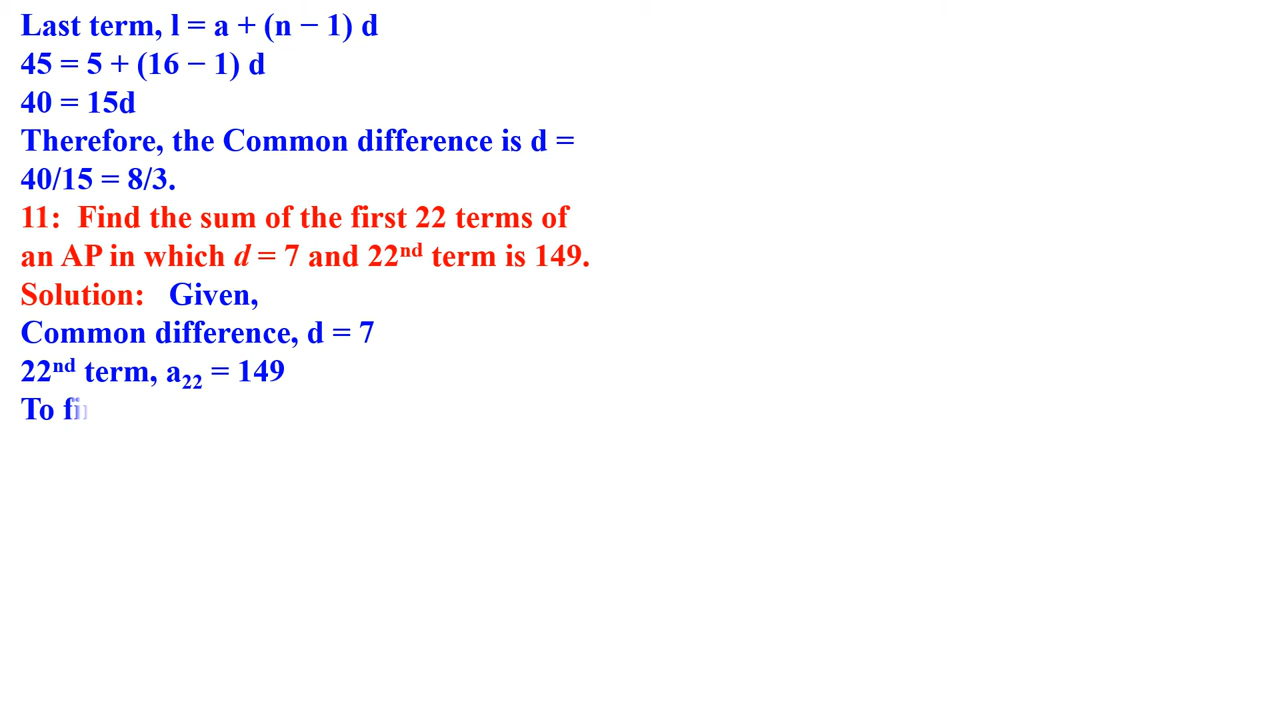 Last term, l = a + (n − 1) d
45 = 5 + (16 − 1) d
40 = 15d
Therefore, the Common difference is d =
40/15 = 8/3.
11:  Find the sum of the first 22 terms of
an AP in which d = 7 and 22nd term is 149.
Solution:   Given,
Common difference, d = 7
22nd term, a22 = 149
To